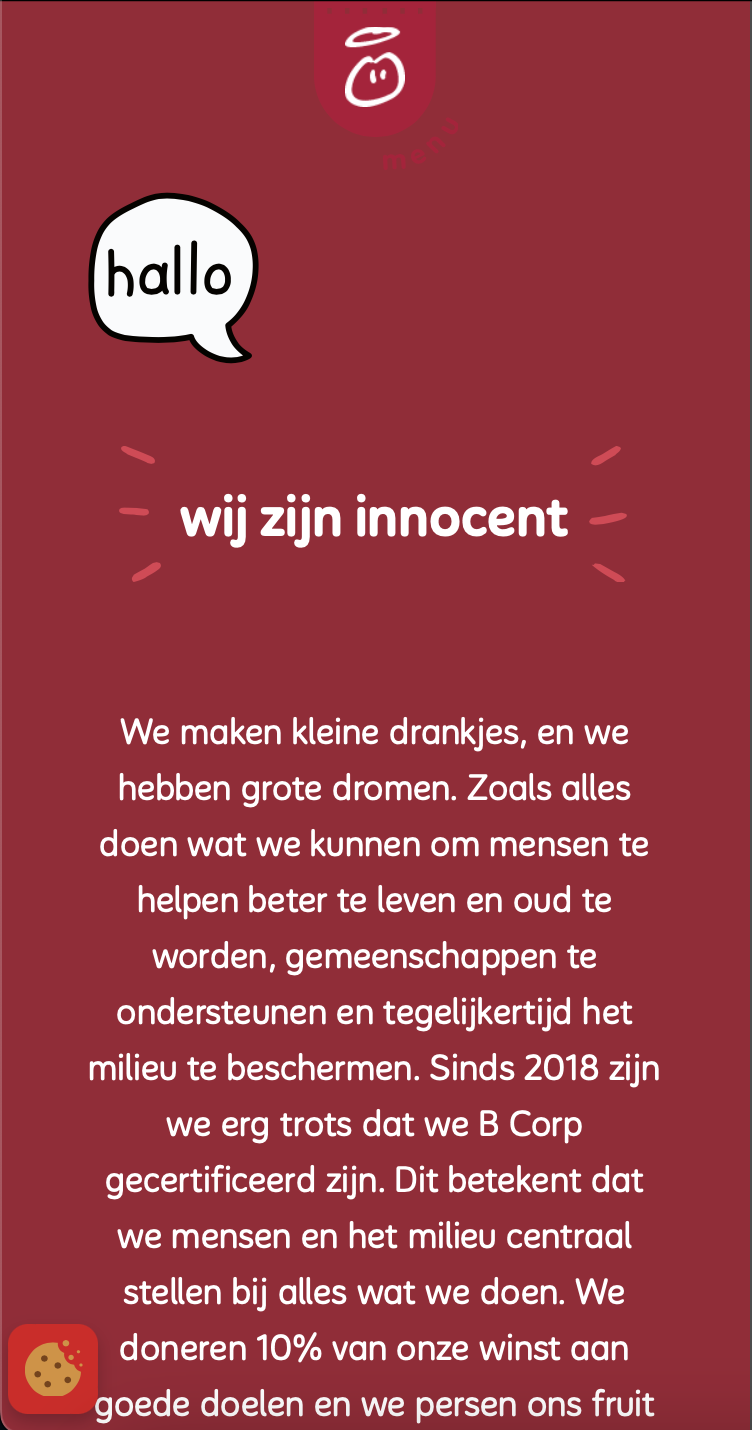 menu
hallo
wij zijn innocent
We maken kleine drankjes, en we
hebben grote dromen. Zoals alles
doen wat we kunnen om mensen te
helpen beter te leven en oud te
worden, gemeenschappen te
ondersteunen en tegelijkertijd het
milieu te beschermen. Sinds 2018 zijn
we erg trots dat we B Corp
gecertificeerd zijn. Dit betekent dat
we mensen en het milieu centraal
stellen bij alles wat we doen. We
doneren 10% van onze winst aan
goede doelen en we persen ons fruit